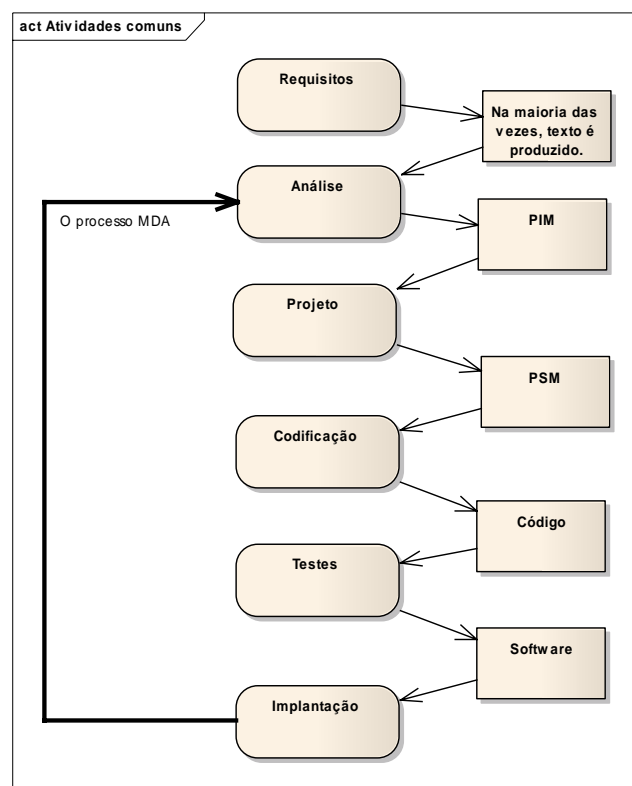 act Atividades comuns
Requisitos
Na maioria das
vezes, texto é
produzido.
Análise
O processo MDA
PIM
Projeto
PSM
Codificação
Código
Testes
Software
Implantação